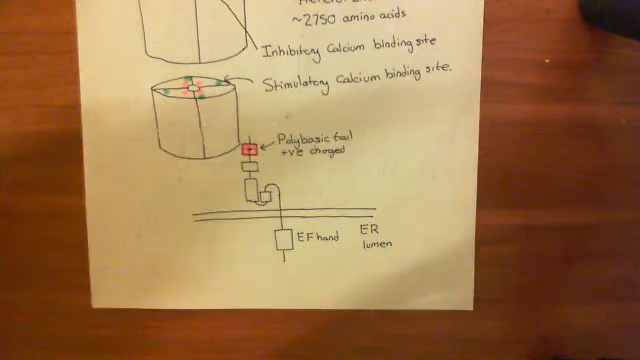 ~2750 amino acids
Inhibitory Calcium binding site
Stimulatory Calcium binding site.
Polybasic tail
+ve charged
EF hand
ER
lumen